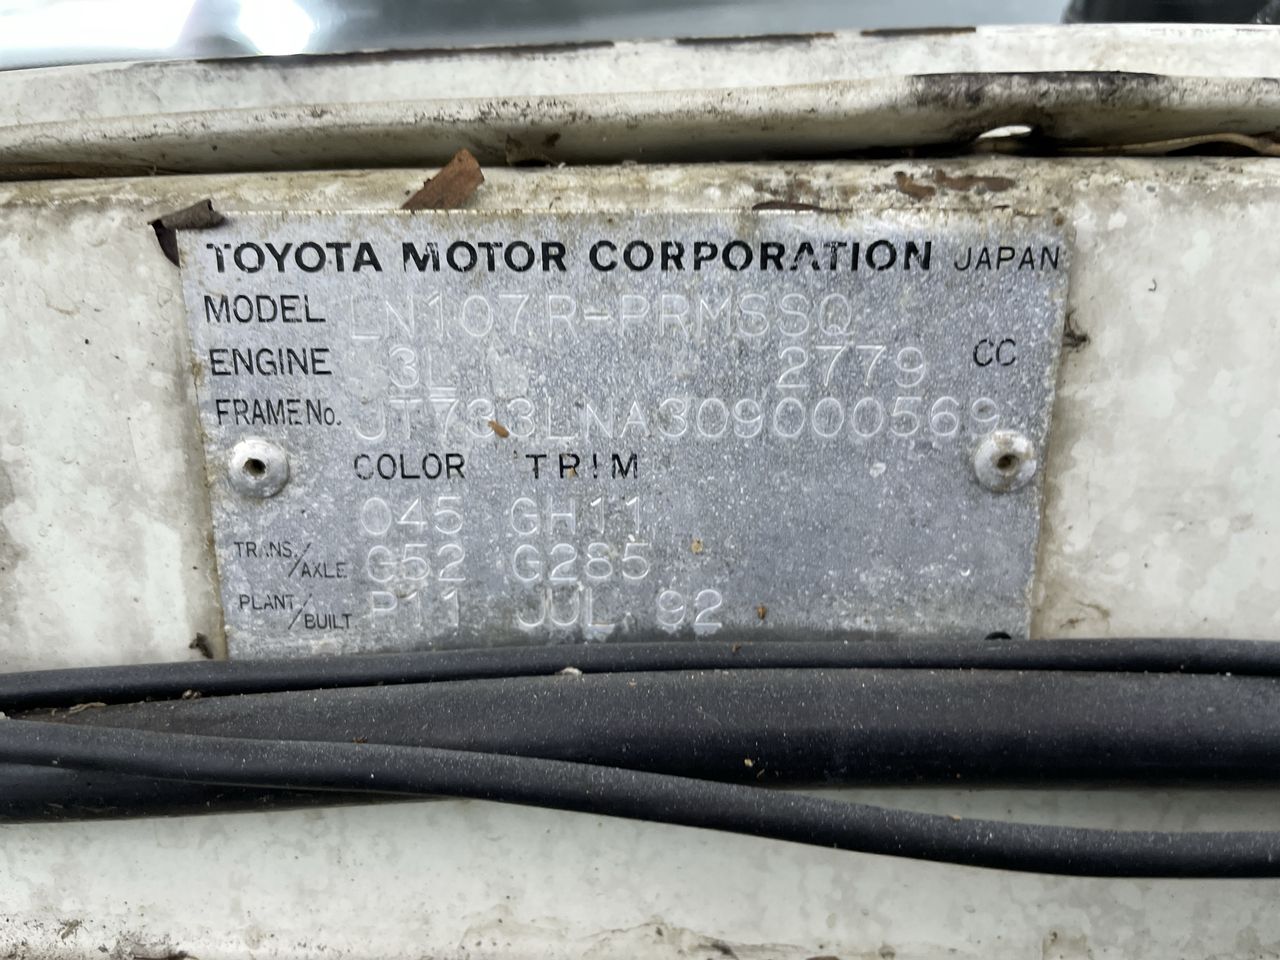 TOYOTA MOTOR CORPORATION JAPAN
MODEL LN107R-PRMSSQ
ENGINE 3L 2779 CC
FRAME No. JT733LNA309000569
COLOR TRIM
045 GH11
TRANS./AXLE G52 G285
PLANT/BUILT P11 JUL 92